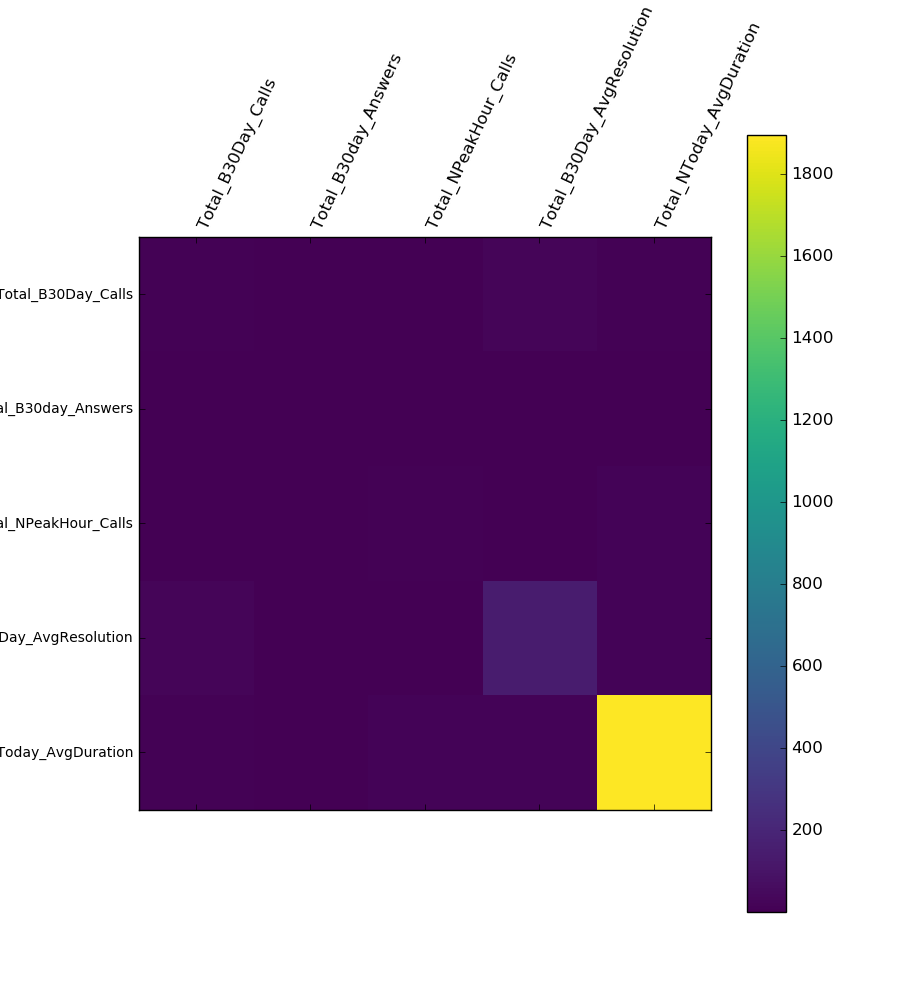 Total_B30Day_Calls
Total_B30day_Answers
Total_NPeakHour_Calls
Total_B30Day_AvgResolution
Total_NToday_AvgDuration
Total_B30Day_Calls
al_B30day_Answers
al_NPeakHour_Calls
Day_AvgResolution
Today_AvgDuration
1800
1600
1400
1200
1000
800
600
400
200